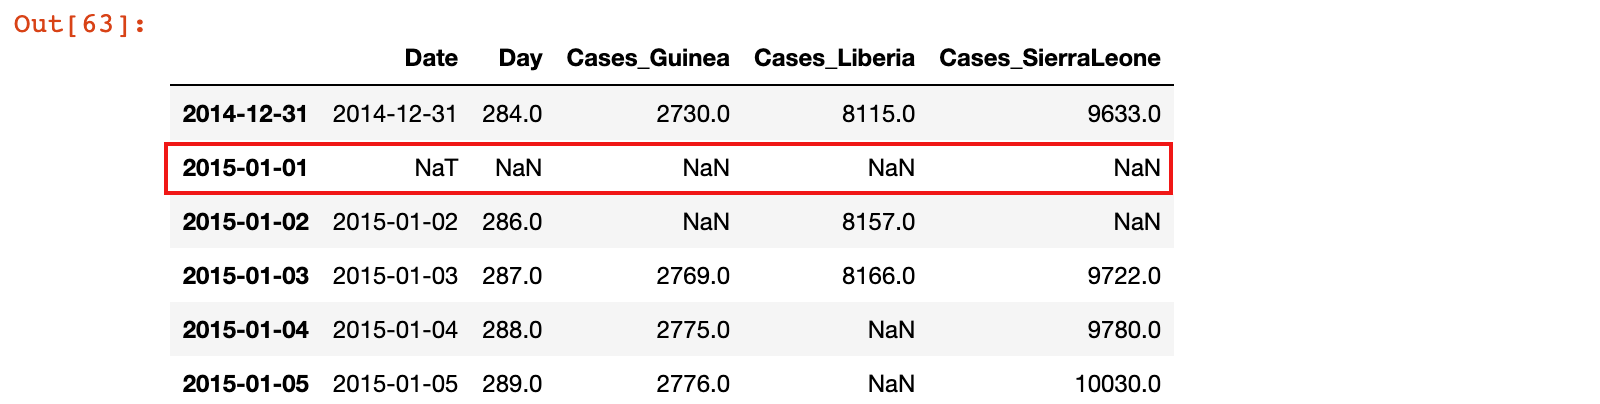 Out[63]:
Date Day Cases_Guinea Cases_Liberia Cases_SierraLeone
2014-12-31 2014-12-31 284.0 2730.0 8115.0 9633.0
2015-01-01 NaT NaN NaN NaN NaN
2015-01-02 2015-01-02 286.0 NaN 8157.0 NaN
2015-01-03 2015-01-03 287.0 2769.0 8166.0 9722.0
2015-01-04 2015-01-04 288.0 2775.0 NaN 9780.0
2015-01-05 2015-01-05 289.0 2776.0 NaN 10030.0